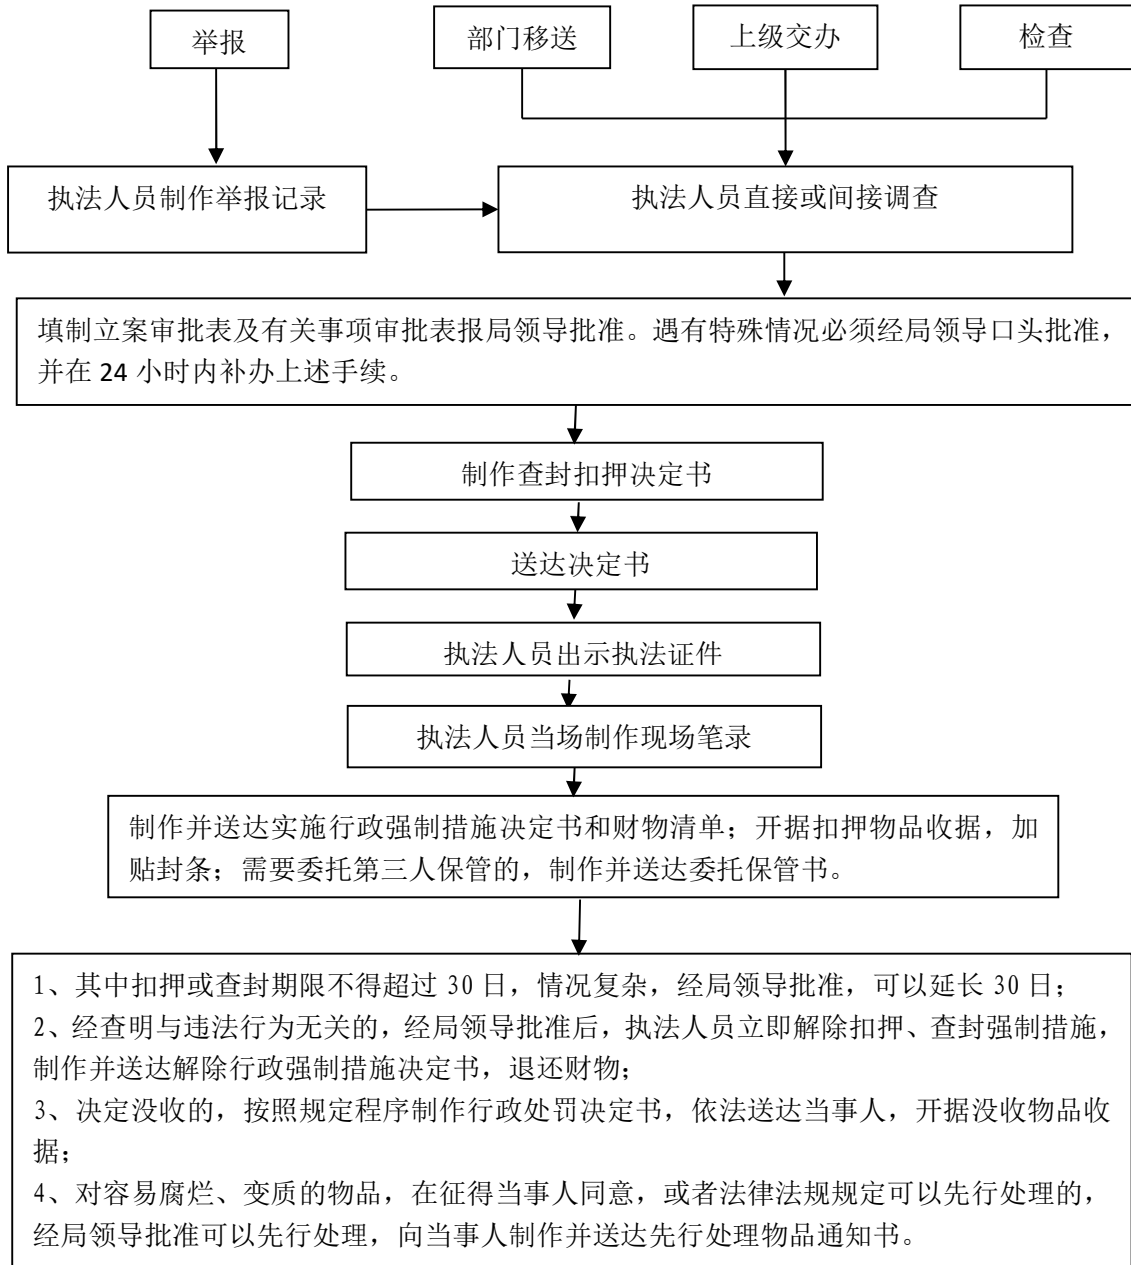 举报
部门移送
上级交办
检查
执法人员制作举报记录
执法人员直接或间接调查
填制立案审批表及有关事项审批表报局领导批准。遇有特殊情况必须经局领导口头批准，
并在 24 小时内补办上述手续。
制作查封扣押决定书
送达决定书
执法人员出示执法证件
执法人员当场制作现场笔录
制作并送达实施行政强制措施决定书和财物清单；开据扣押物品收据，加
贴封条；需要委托第三人保管的，制作并送达委托保管书。
1、其中扣押或查封期限不得超过 30 日，情况复杂，经局领导批准，可以延长 30 日；
2、经查明与违法行为无关的，经局领导批准后，执法人员立即解除扣押、查封强制措施，
制作并送达解除行政强制措施决定书，退还财物；
3、决定没收的，按照规定程序制作行政处罚决定书，依法送达当事人，开据没收物品收
据；
4、对容易腐烂、变质的物品，在征得当事人同意，或者法律法规规定可以先行处理的，
经局领导批准可以先行处理，向当事人制作并送达先行处理物品通知书。